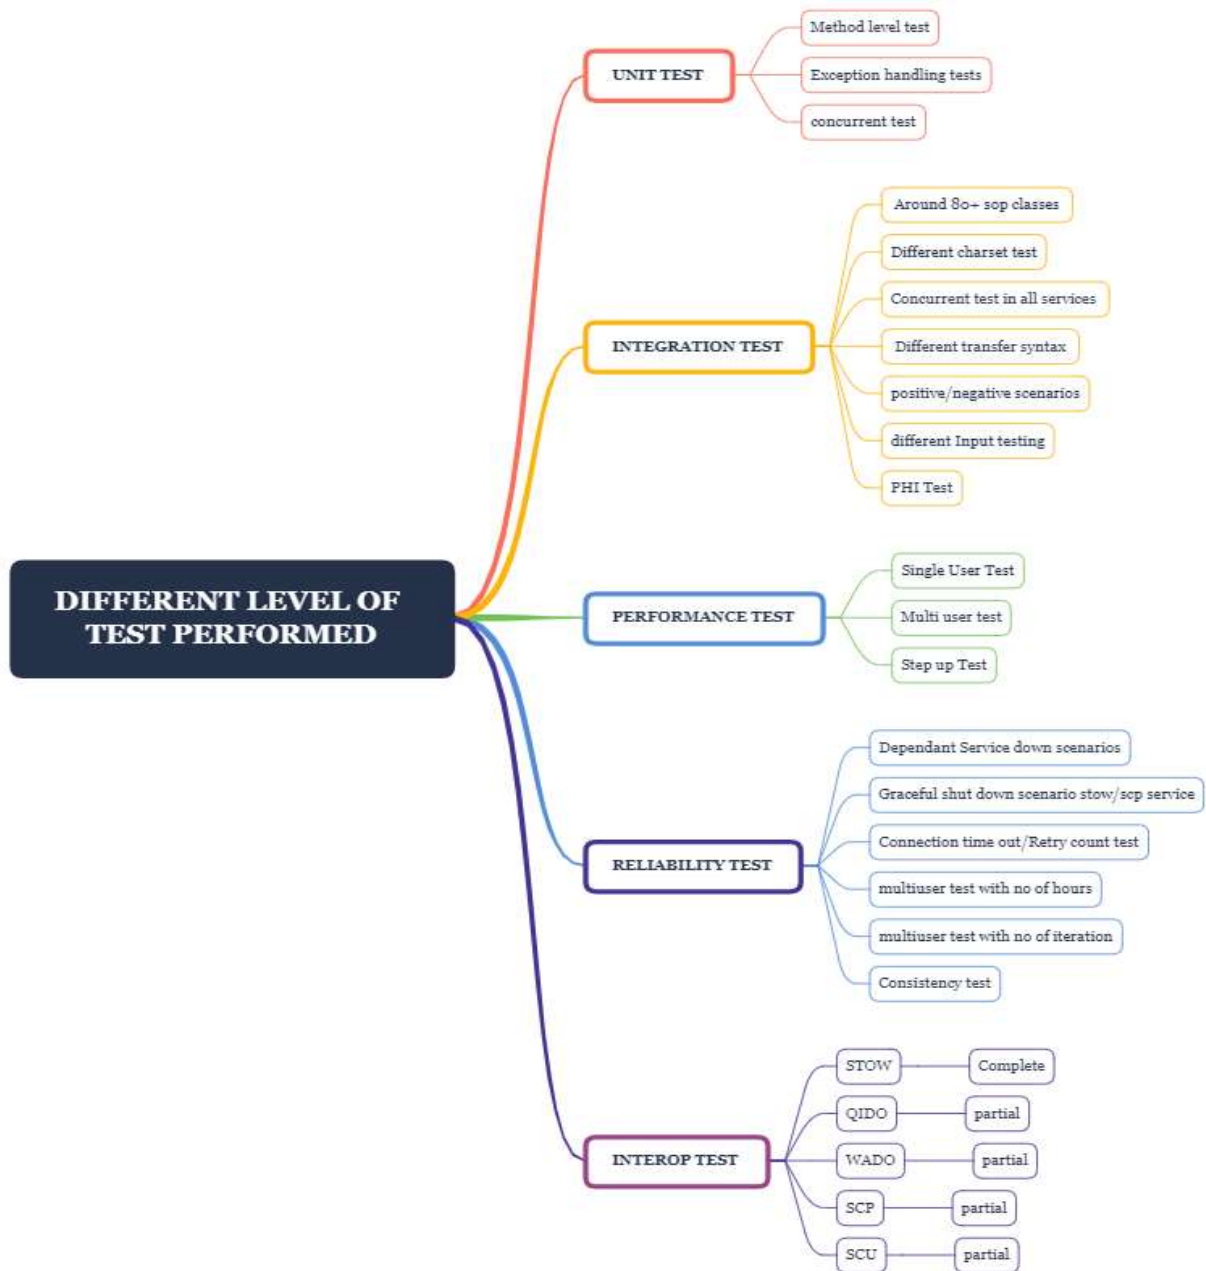 DIFFERENT LEVEL OF
TEST PERFORMED
UNIT TEST
Method level test
Exception handling tests
concurrent test
INTEGRATION TEST
Around 80+ sop classes
Different charset test
Concurrent test in all services
Different transfer syntax
positive/negative scenarios
different Input testing
PHI Test
PERFORMANCE TEST
Single User Test
Multi user test
Step up Test
RELIABILITY TEST
Dependant Service down scenarios
Graceful shut down scenario stow/scp service
Connection time out/Retry count test
multiuser test with no of hours
multiuser test with no of iteration
Consistency test
INTEROP TEST
STOW
Complete
QIDO
partial
WADO
partial
SCP
partial
SCU
partial